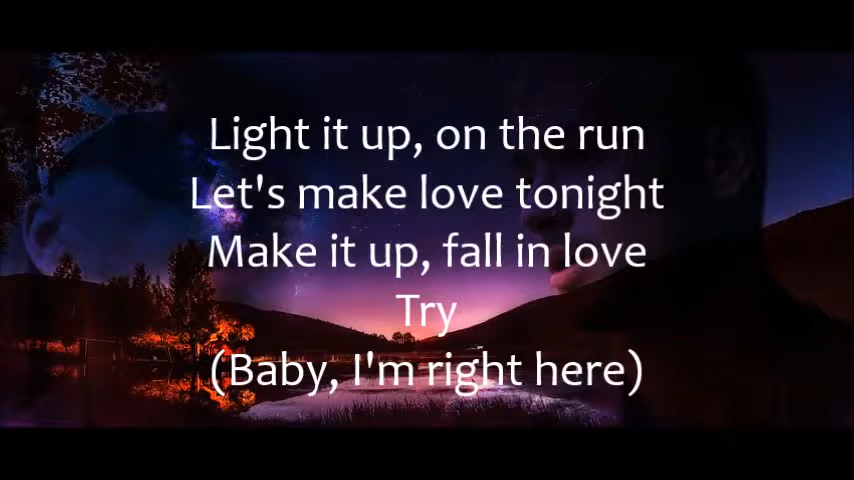 Light it up, on the run
Let's make love tonight
Make it up, fall in love
Try
(Baby, I'm right here)